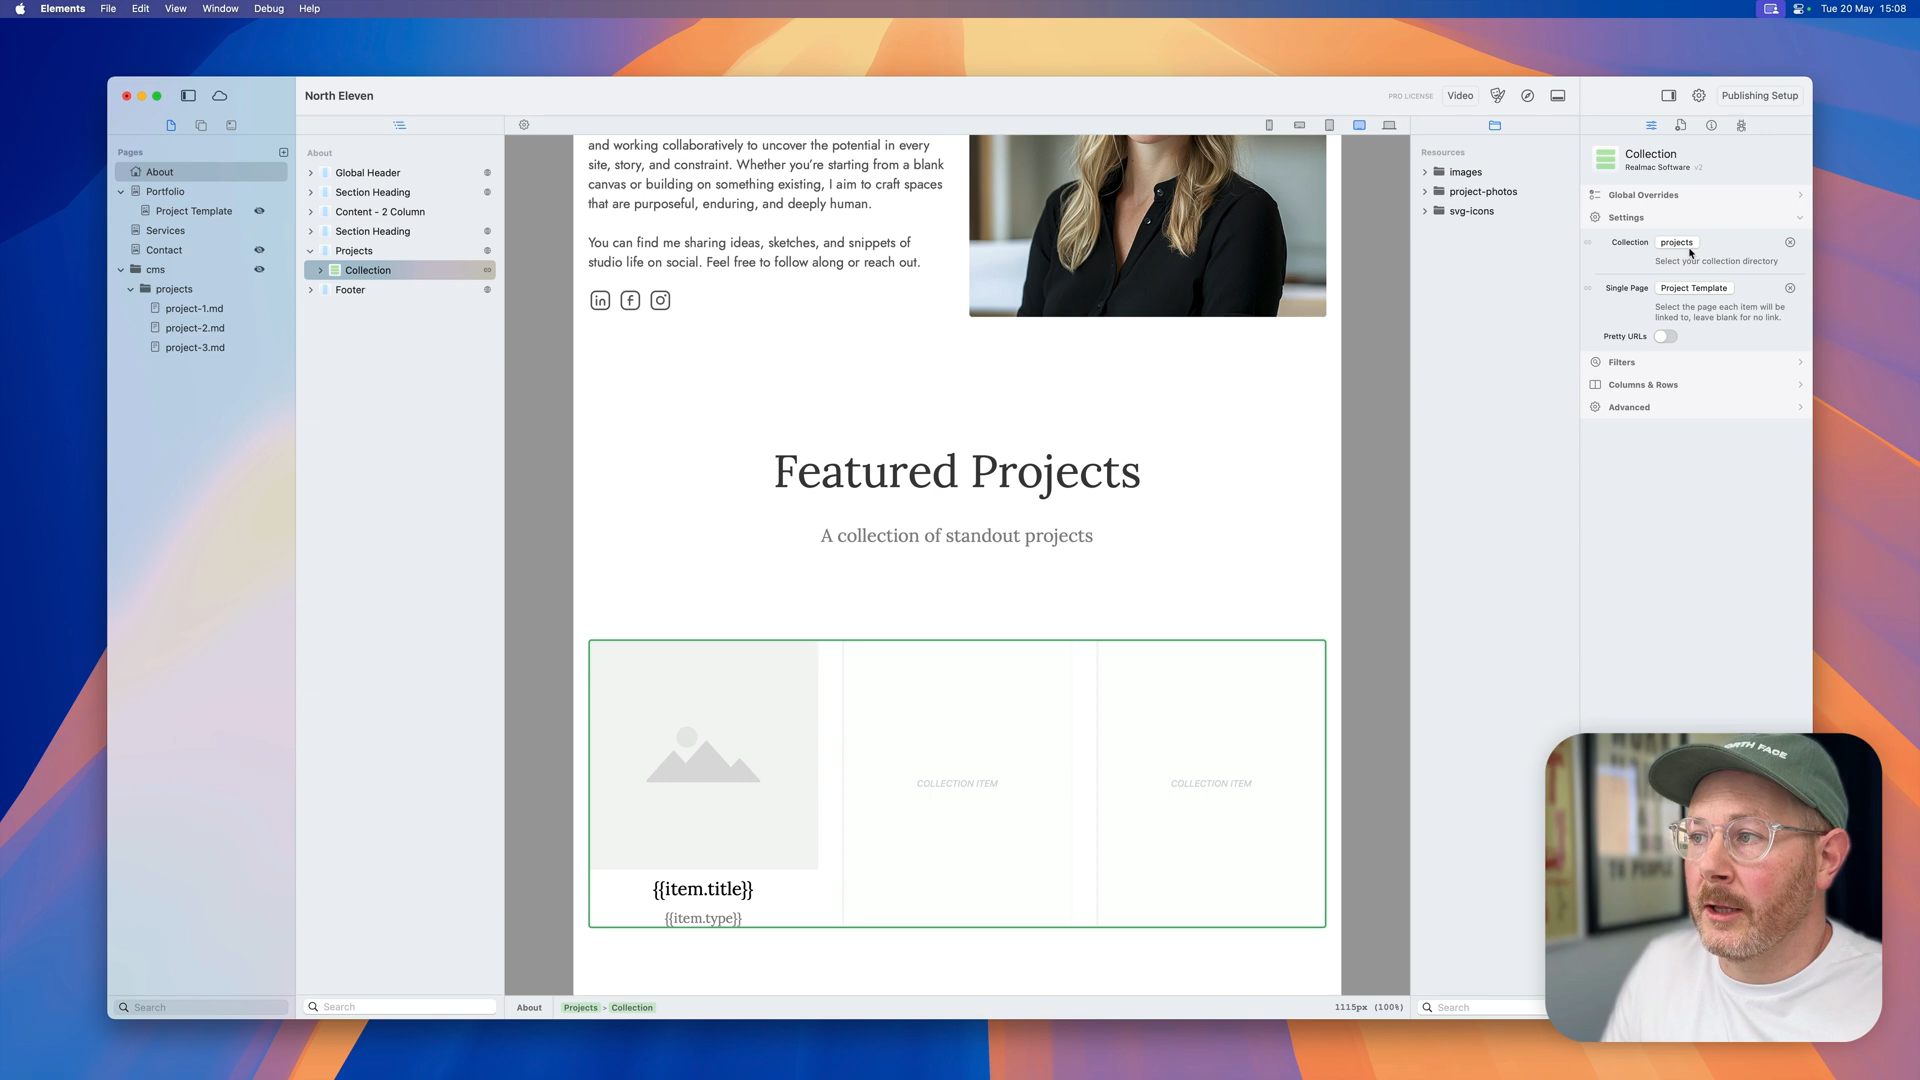 Elements File Edit View Window Debug Help
Tue 20 May 15:08
North Eleven
PRO LICENSE
Video
Publishing Setup
Pages
About
Portfolio
Project Template
Services
Contact
cms
projects
project-1.md
project-2.md
project-3.md
Search
About
Global Header
Section Heading
Content - 2 Column
Section Heading
Projects
Collection
Footer
Search
and working collaboratively to uncover the potential in every
site, story, and constraint. Whether you're starting from a blank
canvas or building on something existing, I aim to craft spaces
that are purposeful, enduring, and deeply human.
You can find me sharing ideas, sketches, and snippets of
studio life on social. Feel free to follow along or reach out.
Featured Projects
A collection of standout projects
{{item.title}}
{{item.type}}
COLLECTION ITEM
COLLECTION ITEM
About
Projects > Collection
1115px (100%)
Resources
images
project-photos
svg-icons
Search
Collection
Realmac Software v2
Global Overrides
Settings
Collection projects
Select your collection directory
Single Page Project Template
Select the page each item will be
linked to, leave blank for no link.
Pretty URLs
Filters
Columns & Rows
Advanced
NORTH FACE